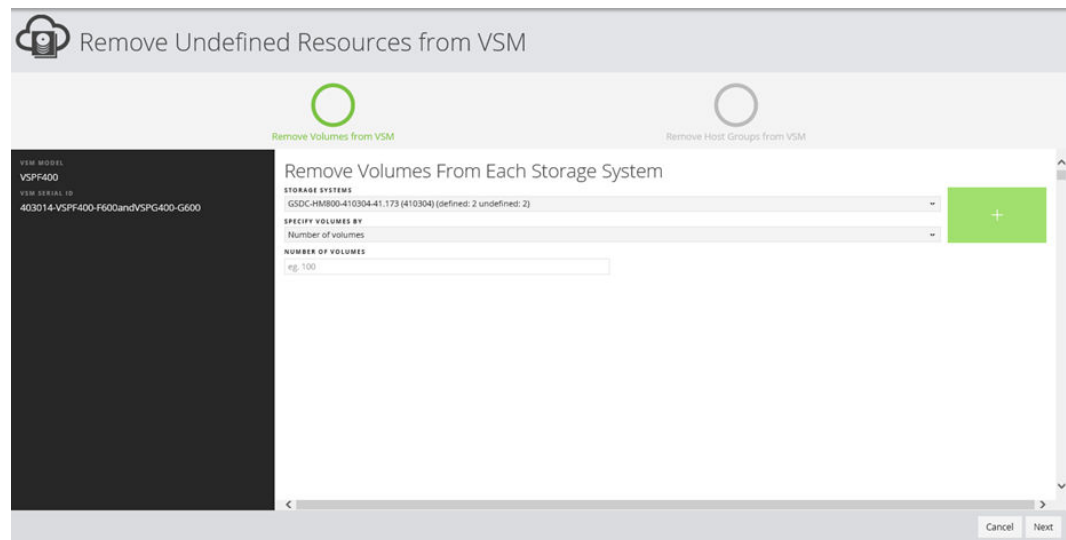 Remove Undefined Resources from VSM
Remove Volumes from VSM
Remove Host Groups from VSM
VSM MODEL
VSPF400
VSM SERIAL ID
403014-VSPF400-F600andVSPG400-G600
Remove Volumes From Each Storage System
STORAGE SYSTEMS
GSDC-HM800-410304-41.173 (410304) (defined: 2 undefined: 2)
+
SPECIFY VOLUMES BY
Number of volumes
NUMBER OF VOLUMES
eg. 100
Cancel Next